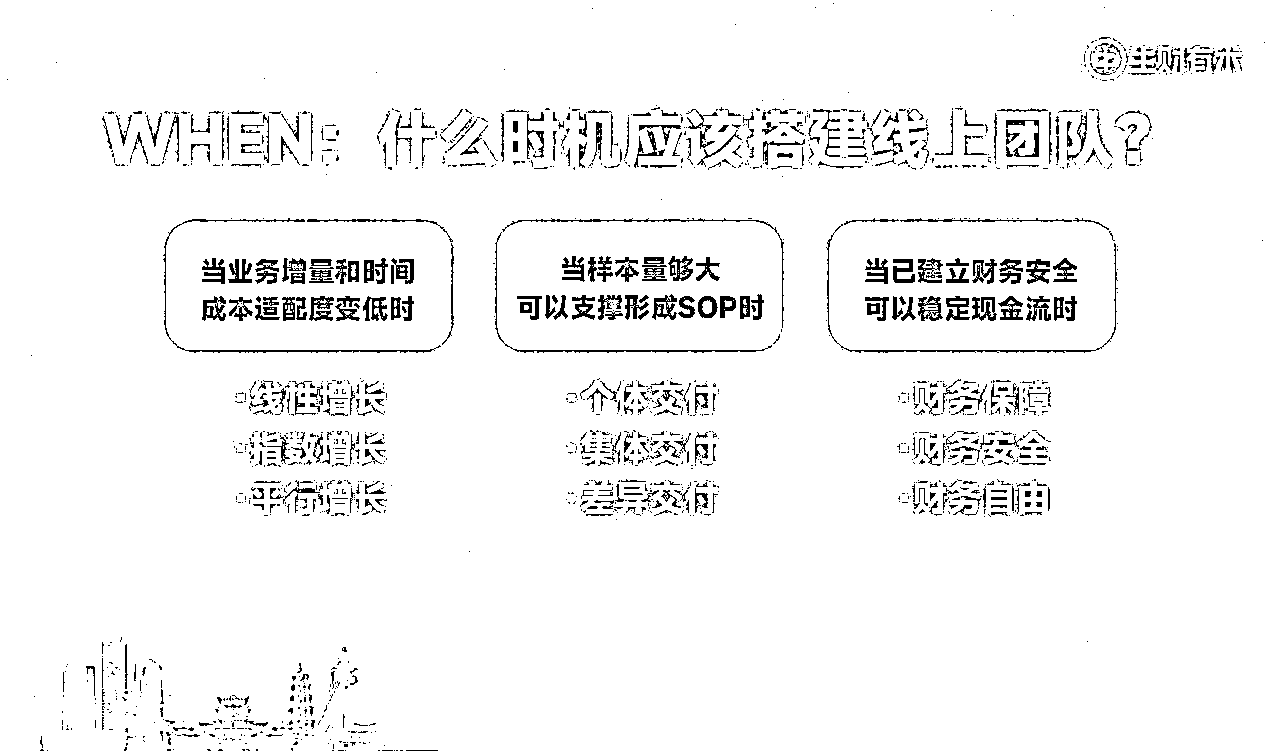 生财有术
WHEN：什么时机应该搭建线上团队？
当业务增量和时间
成本适配度变低时
·线性增长
·指数增长
·平行增长
当样本量够大
可以支撑形成SOP时
·个体交付
·集体交付
·差异交付
当已建立财务安全
可以稳定现金流时
·财务保障
·财务安全
·财务自由